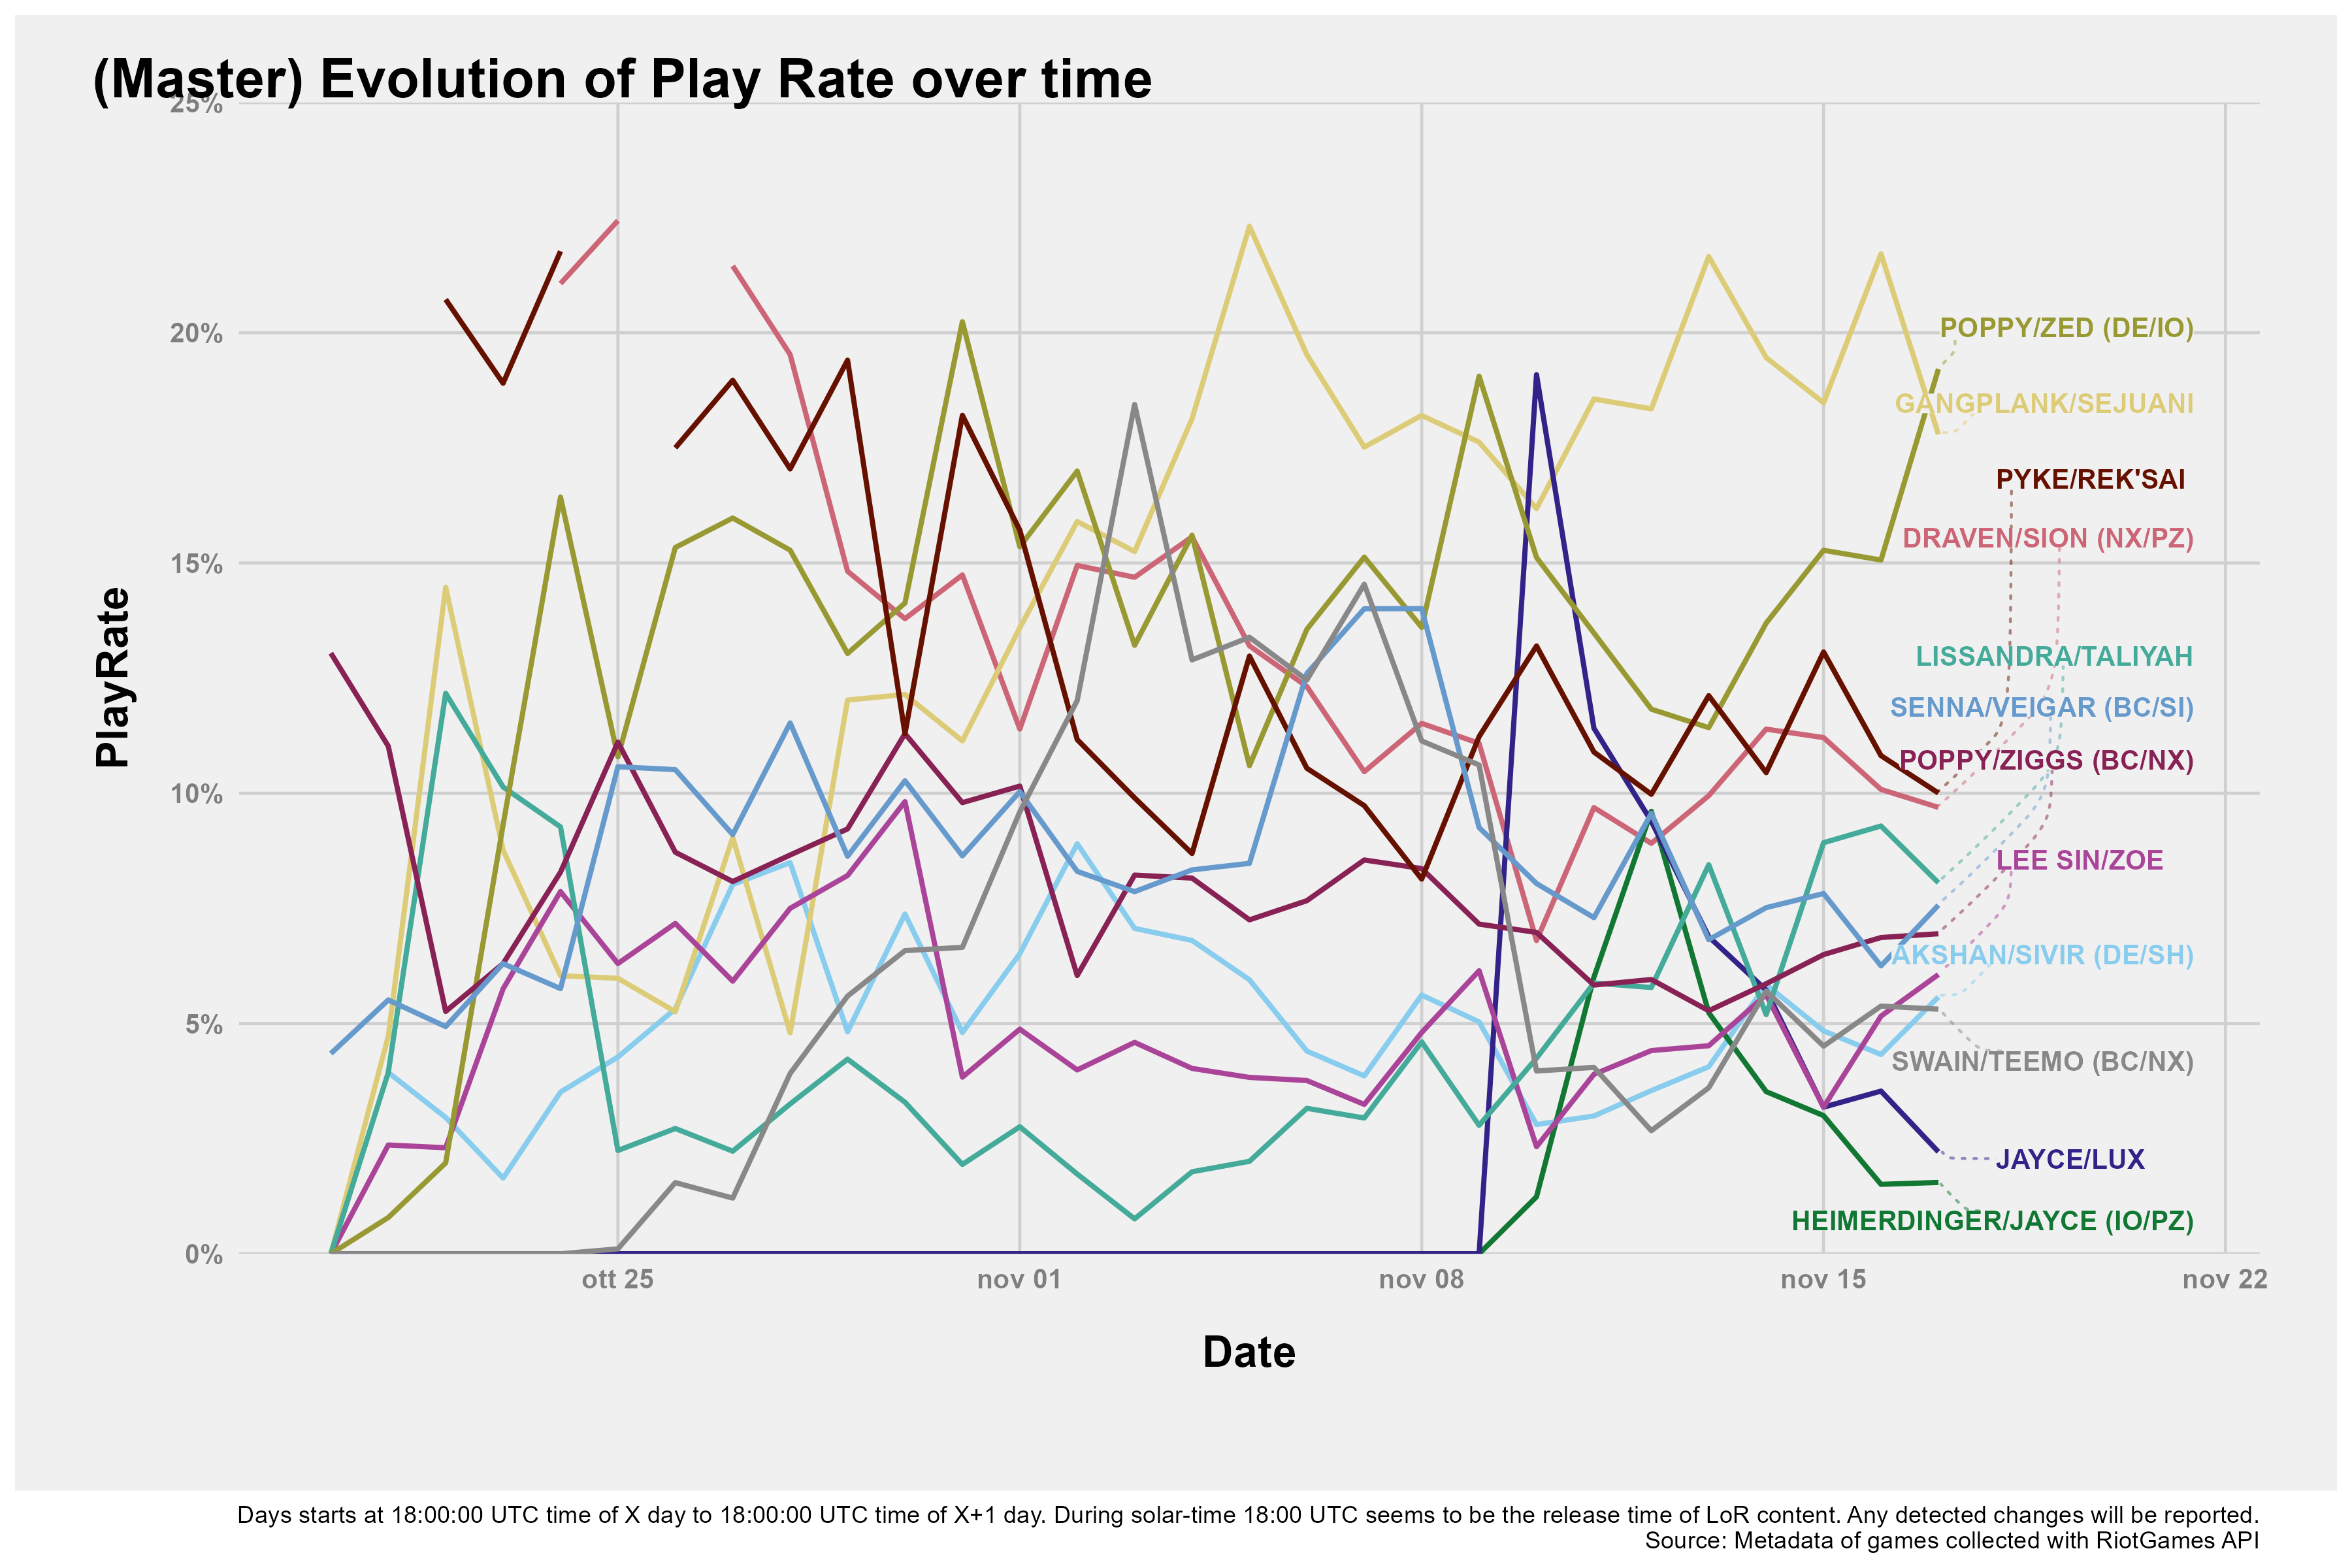 (Master) Evolution of Play Rate over time
25%
20%
15%
10%
5%
0%
PlayRate
POPPY/ZED (DE/IO)
GANGPLANK/SEJUANI
PYKE/REK'SAI
DRAVEN/SION (NX/PZ)
LISSANDRA/TALIYAH
SENNA/VEIGAR (BC/SI)
POPPY/ZIGGS (BC/NX)
LEE SIN/ZOE
AKSHAN/SIVIR (DE/SH)
SWAIN/TEEMO (BC/NX)
JAYCE/LUX
HEIMERDINGER/JAYCE (IO/PZ)
ott 25
nov 01
nov 08
nov 15
nov 22
Date
Days starts at 18:00:00 UTC time of X day to 18:00:00 UTC time of X+1 day. During solar-time 18:00 UTC seems to be the release time of LoR content. Any detected changes will be reported.
Source: Metadata of games collected with RiotGames API